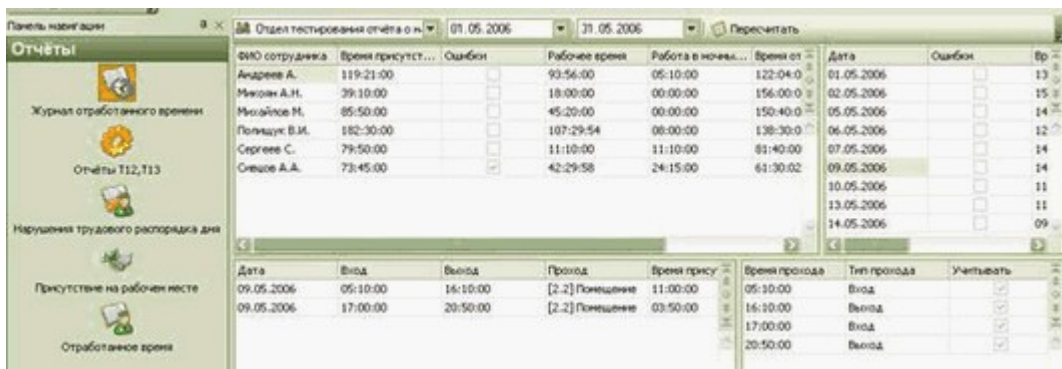 Панель навигации
Отчёты
Журнал отработанного времени
Отчёты Т12,Т13
Нарушения трудового распорядка дня
Присутствие на рабочем месте
Отработанное время
Отдел тестирования отчёта о н 01.05.2006 31.05.2006 Пересчитать
ФИО сотрудника Время присутст... Ошибки Рабочее время Работа в ночны... Время от
Андреев А. 119:21:00 93:56:00 05:10:00 122:04:0
Микоян А.Н. 39:10:00 18:00:00 00:00:00 156:00:0
Михайлов М. 85:50:00 45:20:00 00:00:00 150:40:0
Полищук В.И. 182:30:00 107:29:54 08:00:00 138:30:0
Сергеев С. 79:50:00 11:10:00 11:10:00 81:40:00
А.А. 73:45:00 42:29:58 24:15:00 61:30:02
Дата Ошибки Вр
01.05.2006 13
02.05.2006 15
05.05.2006 14
06.05.2006 12
07.05.2006 14
09.05.2006 14
10.05.2006 11
13.05.2006 11
14.05.2006 09
Дата Вход Выход Проход Время прису
09.05.2006 05:10:00 16:10:00 [2.2] Помещение 11:00:00
09.05.2006 17:00:00 20:50:00 [2.2] Помещение 03:50:00
Время прохода Тип прохода Учитывать
05:10:00 Вход
16:10:00 Выход
17:00:00 Вход
20:50:00 Выход